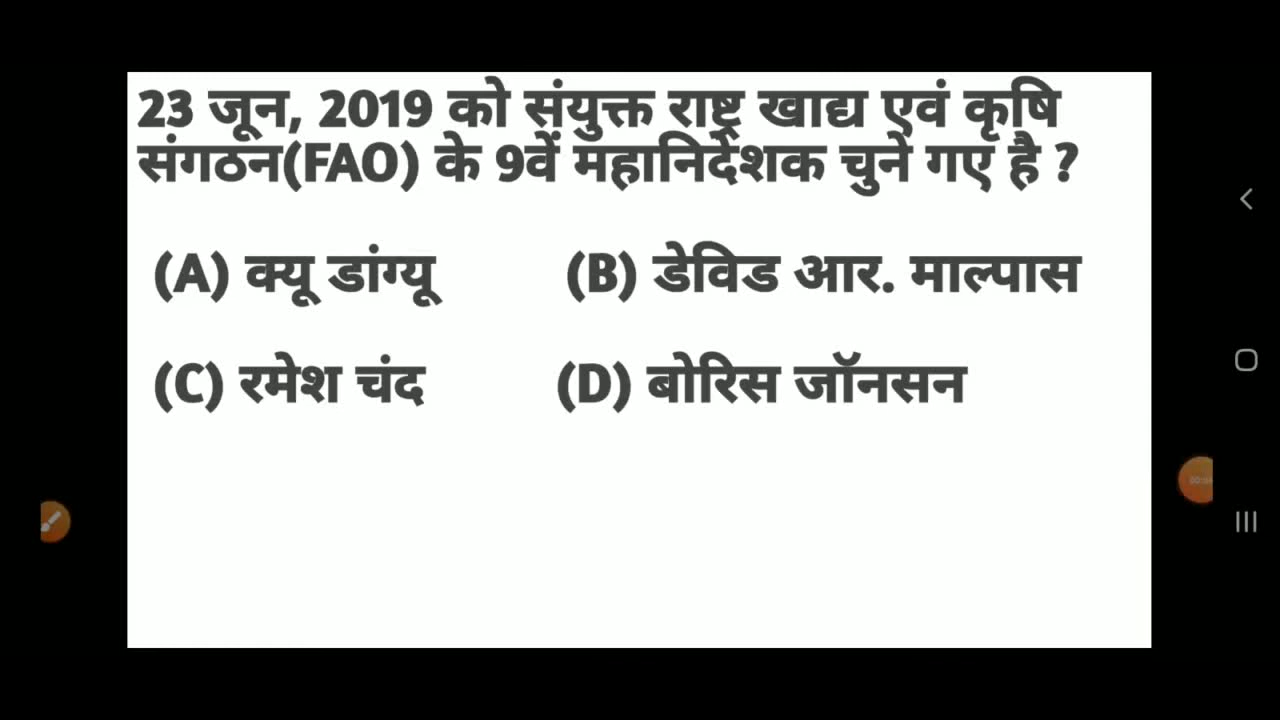 23 जून, 2019 को संयुक्त राष्ट्र खाद्य एवं कृषि
संगठन(FAO) के 9वें महानिदेशक चुने गए है ?
(A) क्यू डांग्यू (B) डेविड आर. माल्पास
(C) रमेश चंद (D) बोरिस जॉनसन